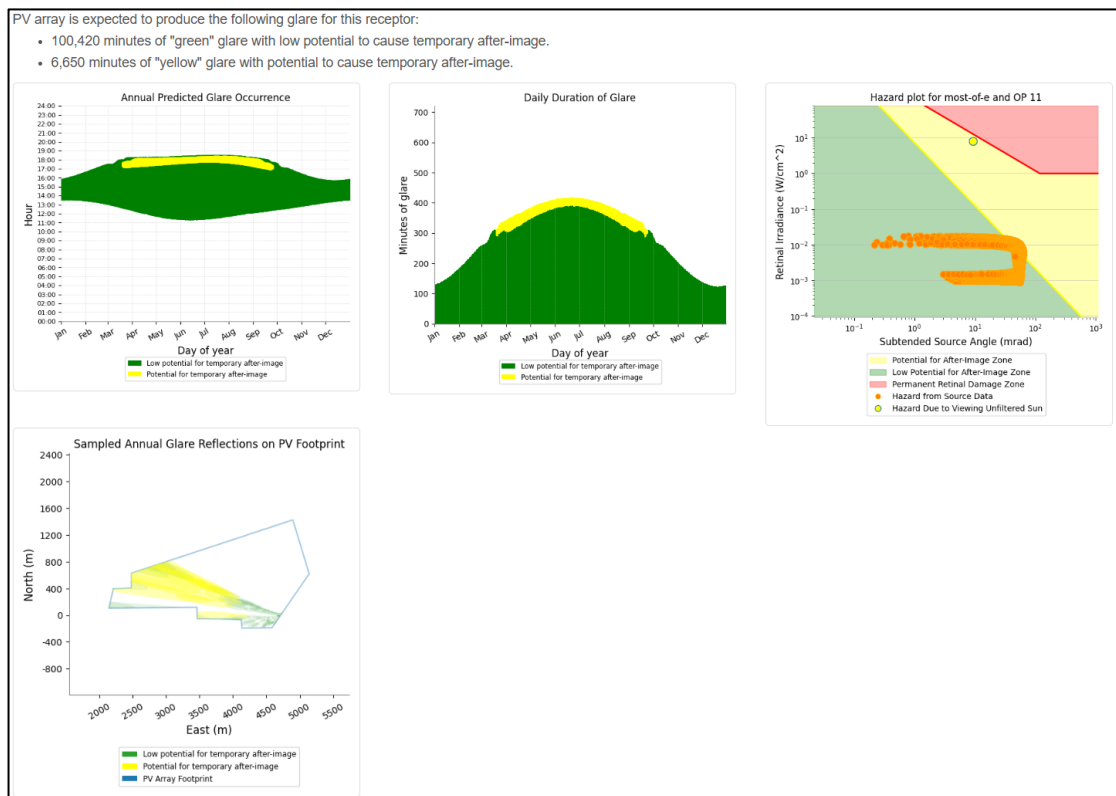 PV array is expected to produce the following glare for this receptor:
• 100,420 minutes of "green" glare with low potential to cause temporary after-image.
• 6,650 minutes of "yellow" glare with potential to cause temporary after-image.
Annual Predicted Glare Occurrence
24:00
23:00
22:00
21:00
20:00
19:00
18:00
17:00
16:00
15:00
14:00
13:00
12:00
11:00
10:00
09:00
08:00
07:00
06:00
05:00
04:00
03:00
02:00
01:00
00:00
Hour
Jan Feb Mar Apr May Jun Jul Aug Sep Oct Nov Dec
Day of year
Low potential for temporary after-image
Potential for temporary after-image
Daily Duration of Glare
700
600
500
400
300
200
100
0
Minutes of glare
Jan Feb Mar Apr May Jun Jul Aug Sep Oct Nov Dec
Day of year
Low potential for temporary after-image
Potential for temporary after-image
Hazard plot for most-of-e and OP 11
10^1
10^0
10^-1
10^-2
10^-3
10^-4
Retinal Irradiance (W/cm^2)
10^-1 10^0 10^1 10^2 10^3
Subtended Source Angle (mrad)
Potential for After-Image Zone
Low Potential for After-Image Zone
Permanent Retinal Damage Zone
Hazard from Source Data
Hazard Due to Viewing Unfiltered Sun
Sampled Annual Glare Reflections on PV Footprint
2400
2000
1600
1200
800
400
0
-400
-800
North (m)
2000 2500 3000 3500 4000 4500 5000 5500
East (m)
Low potential for temporary after-image
Potential for temporary after-image
PV Array Footprint